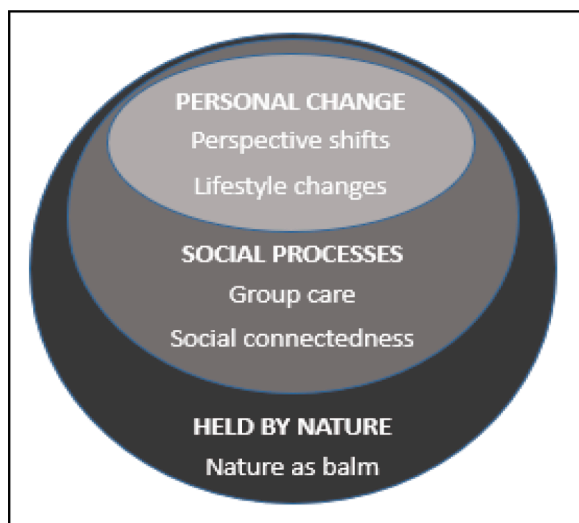 PERSONAL CHANGE
Perspective shifts
Lifestyle changes
SOCIAL PROCESSES
Group care
Social connectedness
HELD BY NATURE
Nature as balm